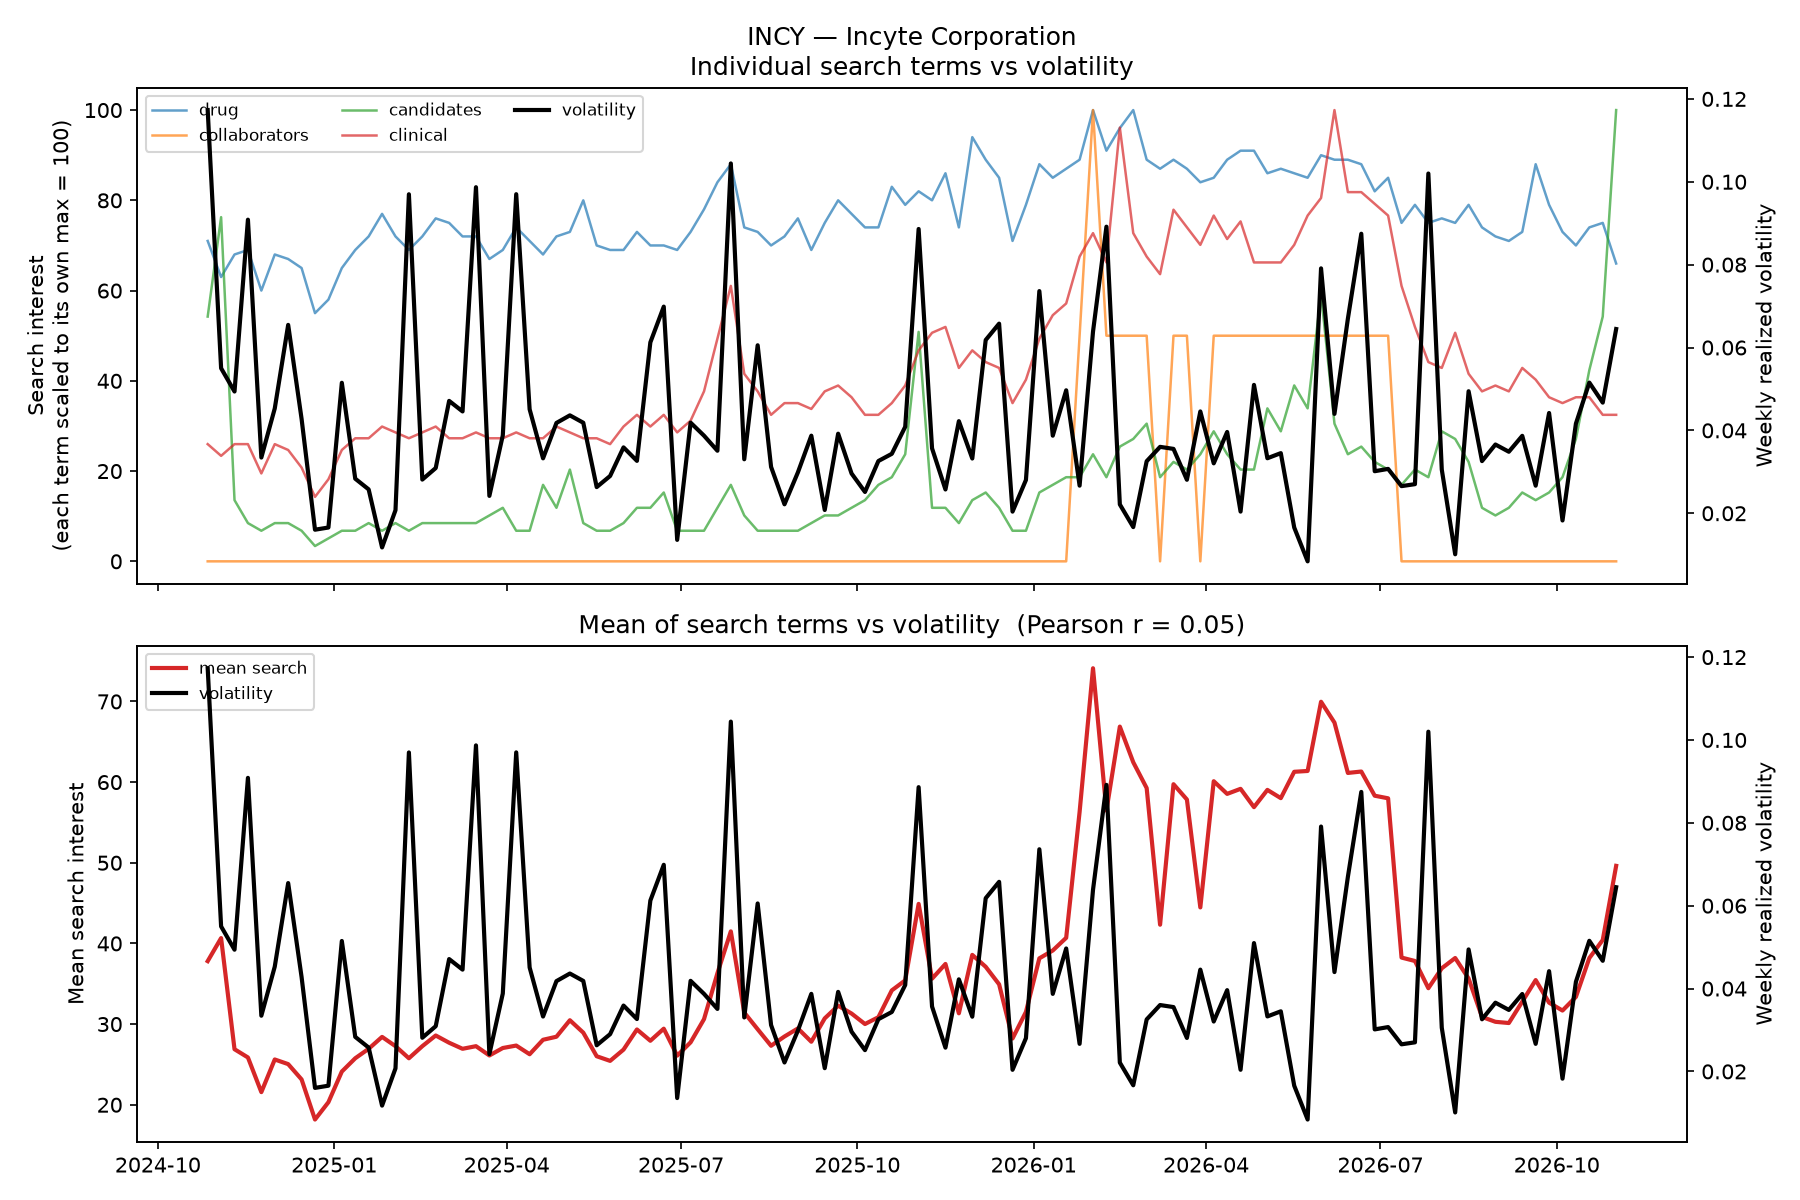 INCY — Incyte Corporation
Individual search terms vs volatility
drug
collaborators
candidates
clinical
volatility
Search interest
(each term scaled to its own max = 100)
100
80
60
40
20
0
0.12
0.10
0.08
0.06
0.04
0.02
Weekly realized volatility
Mean of search terms vs volatility (Pearson r = 0.05)
mean search
volatility
Mean search interest
70
60
50
40
30
20
0.12
0.10
0.08
0.06
0.04
0.02
Weekly realized volatility
2024-10 2025-01 2025-04 2025-07 2025-10 2026-01 2026-04 2026-07 2026-10